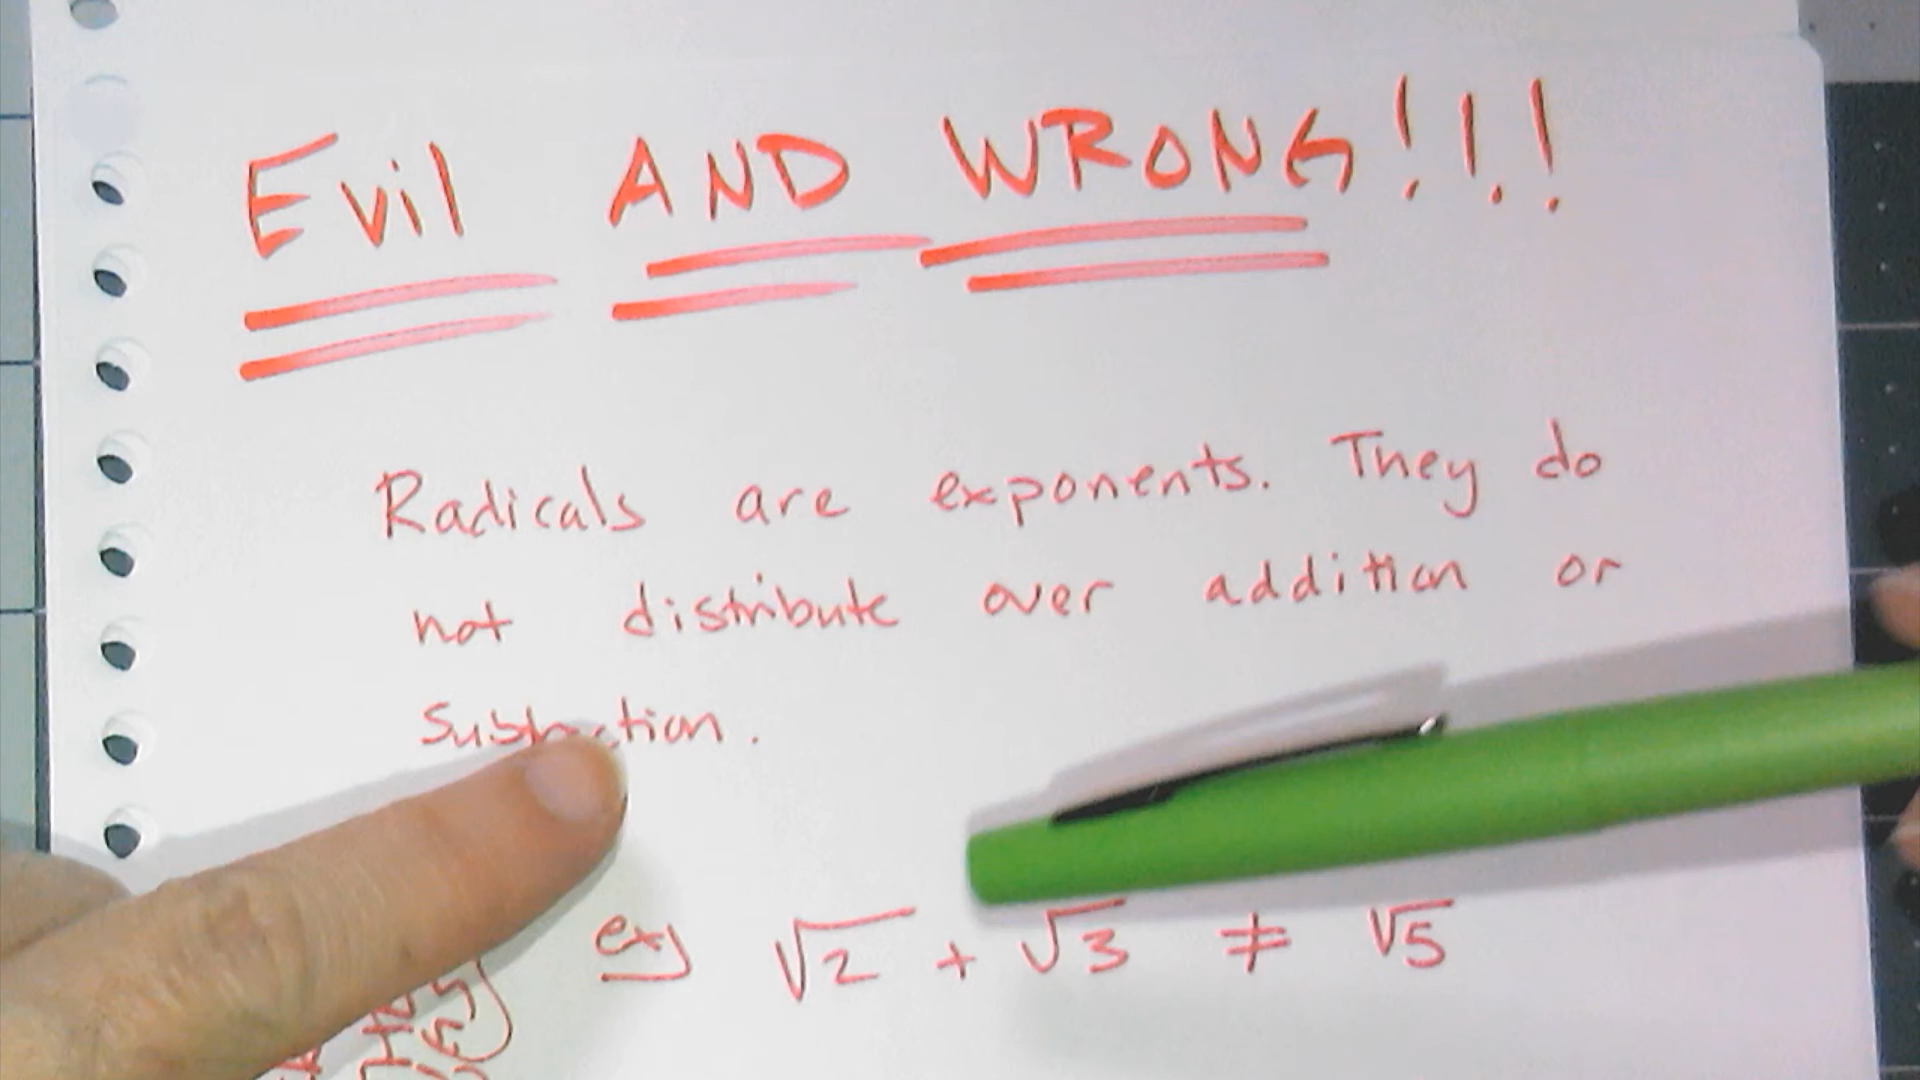 Evil AND WRONG!!!
Radicals are exponents. They do
not distribute over addition or
Subtraction.
ex) √2 + √3 ≠ √5